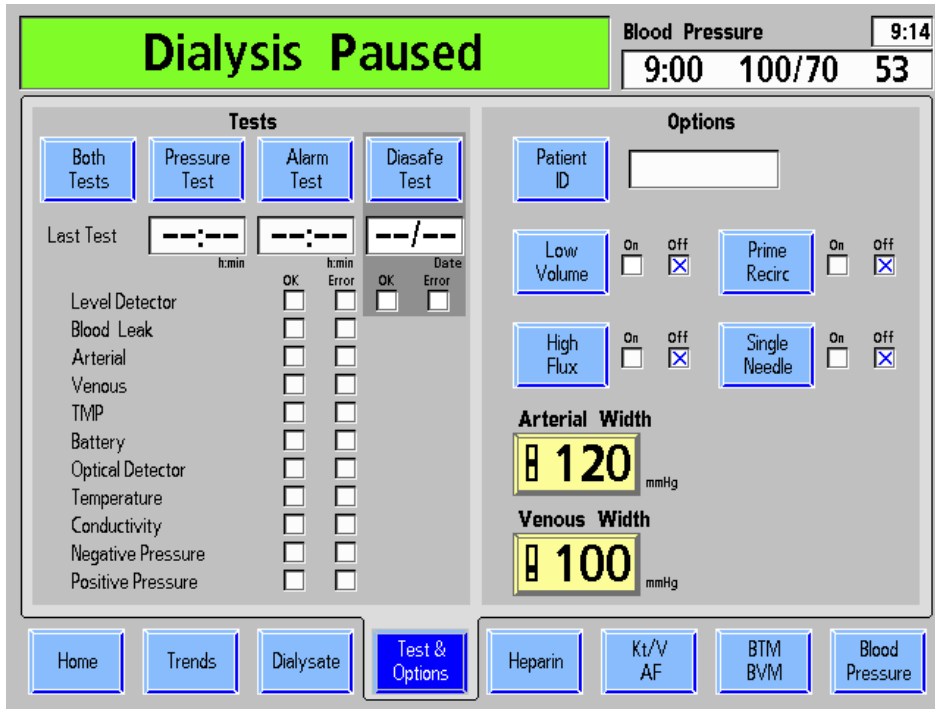 Dialysis Paused
Blood Pressure
9:14
9:00 100/70 53
Tests
Both Tests
Pressure Test
Alarm Test
Diasafe Test
Last Test
--:--
--:--
--/--
h:min
h:min
Date
OK Error
OK Error
Level Detector
Blood Leak
Arterial
Venous
TMP
Battery
Optical Detector
Temperature
Conductivity
Negative Pressure
Positive Pressure
Options
Patient ID
Low Volume
On Off
Prime Recirc
On Off
High Flux
On Off
Single Needle
On Off
Arterial Width
120 mmHg
Venous Width
100 mmHg
Home
Trends
Dialysate
Test & Options
Heparin
Kt/V AF
BTM BVM
Blood Pressure